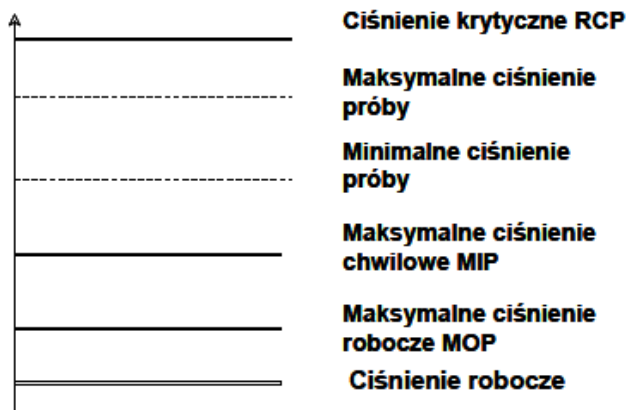 Ciśnienie krytyczne RCP
Maksymalne ciśnienie
próby
Minimalne ciśnienie
próby
Maksymalne ciśnienie
chwilowe MIP
Maksymalne ciśnienie
robocze MOP
Ciśnienie robocze